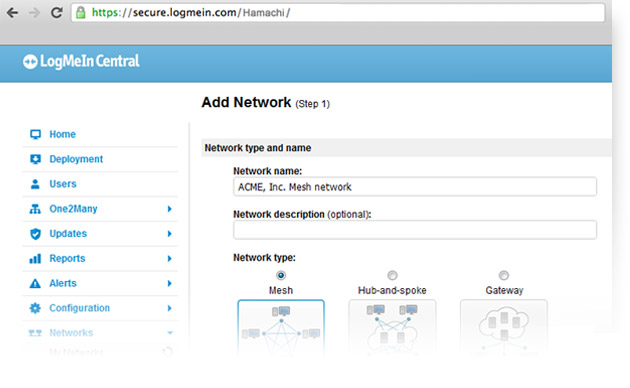 https://secure.logmein.com/Hamachi/
LogMeIn Central
Add Network (Step 1)
Home
Deployment
Users
One2Many
Updates
Reports
Alerts
Configuration
Networks
My Networks
Network type and name
Network name:
ACME, Inc. Mesh network
Network description (optional):
Network type:
Mesh
Hub-and-spoke
Gateway